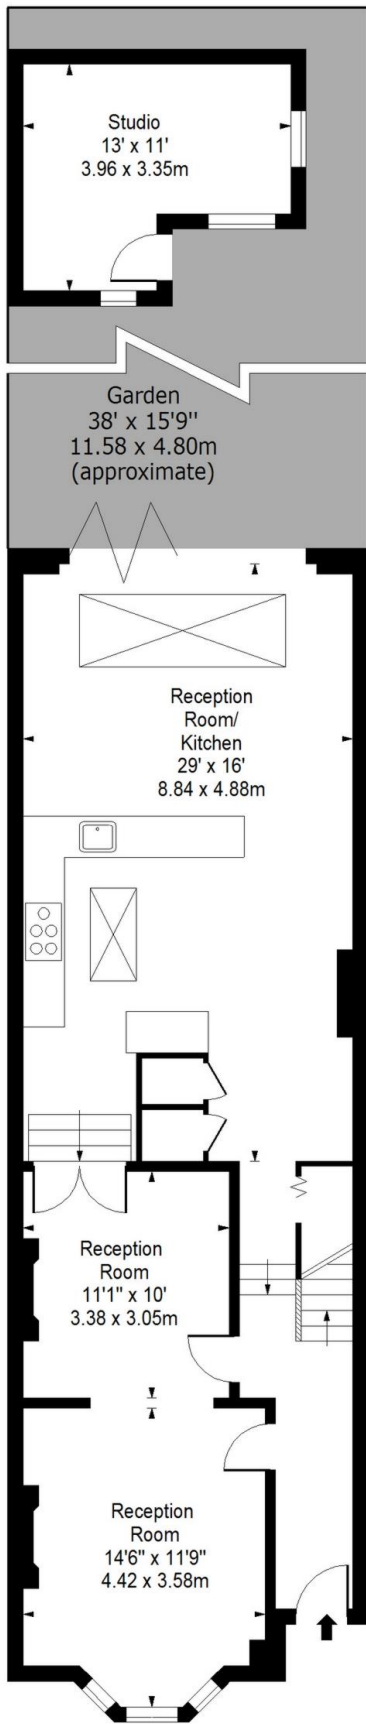 Studio
13' x 11'
3.96 x 3.35m
Garden
38' x 15'9''
11.58 x 4.80m
(approximate)
Reception
Room/
Kitchen
29' x 16'
8.84 x 4.88m
Reception
Room
11'1" x 10'
3.38 x 3.05m
Reception
Room
14'6" x 11'9"
4.42 x 3.58m